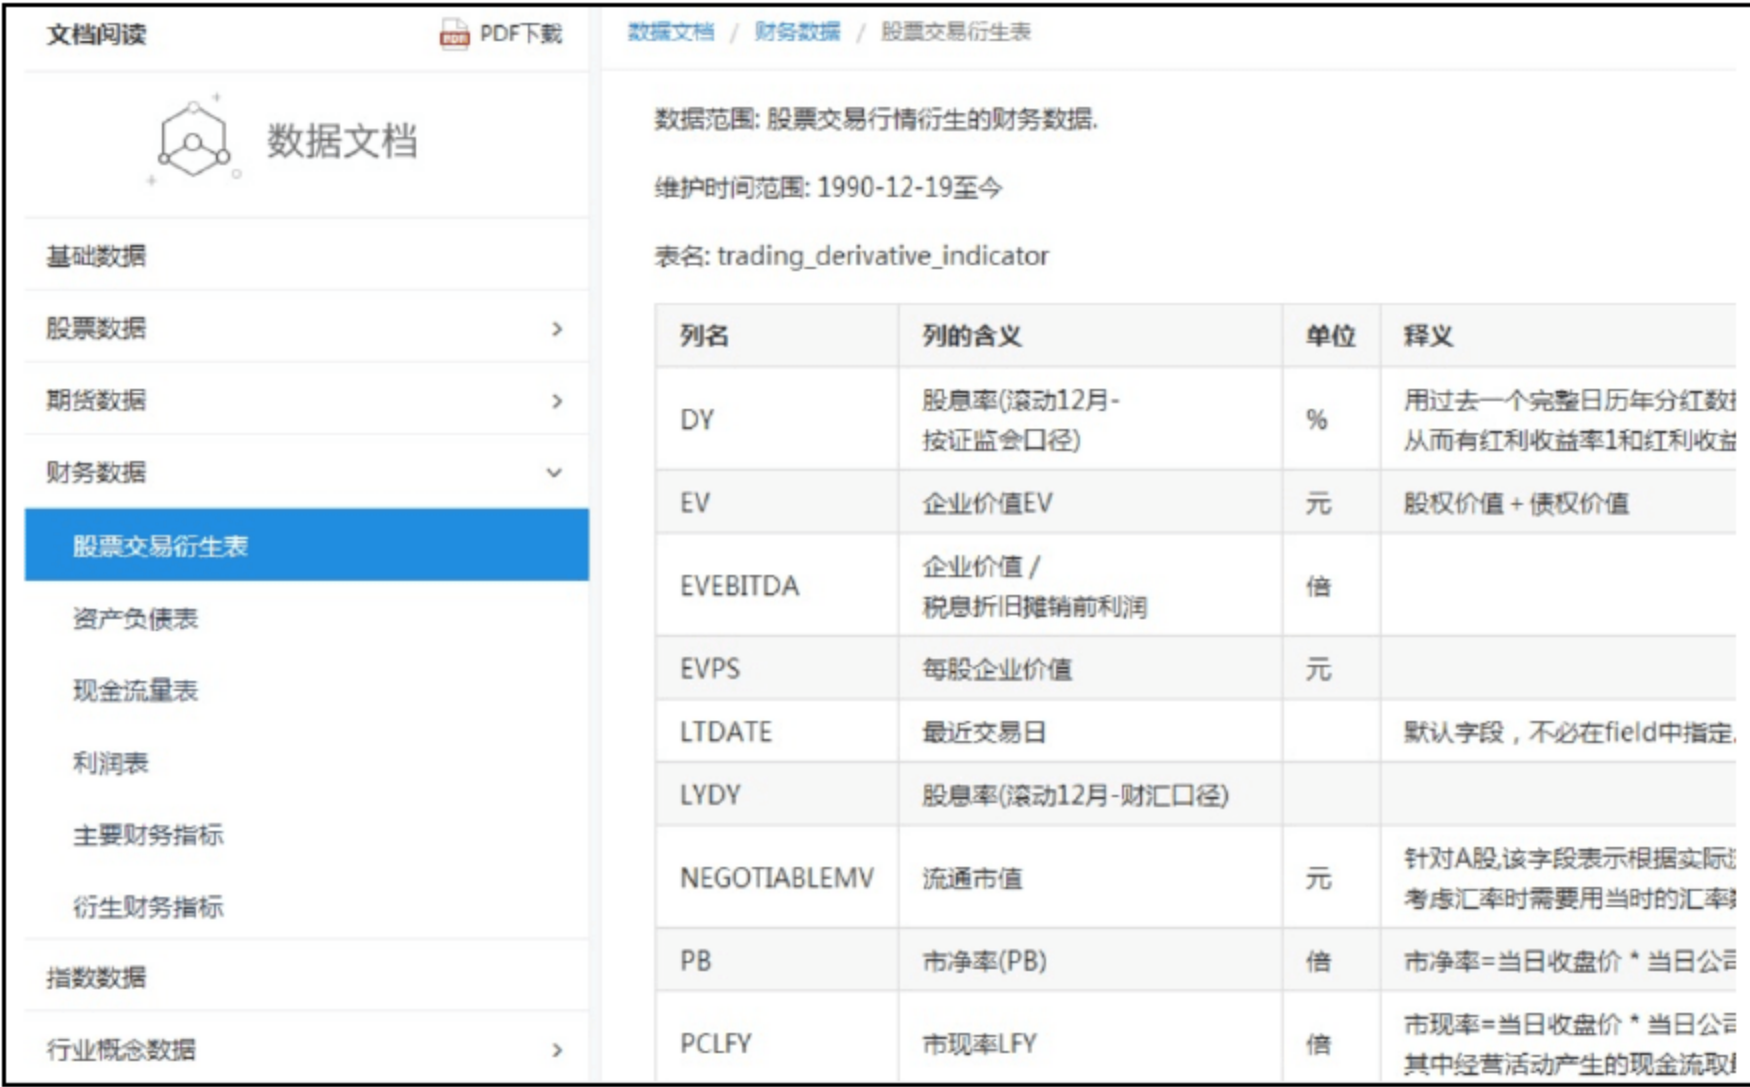 文档阅读
PDF下载
数据文档
基础数据
股票数据
期货数据
财务数据
股票交易衍生表
资产负债表
现金流量表
利润表
主要财务指标
衍生财务指标
指数数据
行业概念数据
数据文档 / 财务数据 / 股票交易衍生表
数据范围: 股票交易行情衍生的财务数据.
维护时间范围: 1990-12-19至今
表名: trading_derivative_indicator
列名 列的含义 单位 释义
DY 股息率(滚动12月-
按证监会口径) % 用过去一个完整日历年分红数据
从而有红利收益率1和红利收益
EV 企业价值EV 元 股权价值 + 债权价值
EVEBITDA 企业价值 /
税息折旧摊销前利润 倍
EVPS 每股企业价值 元
LTDATE 最近交易日 默认字段，不必在field中指定
LYDY 股息率(滚动12月-财汇口径)
NEGOTIABLEMV 流通市值 元 针对A股,该字段表示根据实际
考虑汇率时需要用当时的汇率
PB 市净率(PB) 倍 市净率=当日收盘价 * 当日公司
PCLFY 市现率LFY 倍 市现率=当日收盘价 * 当日公司
其中经营活动产生的现金流取